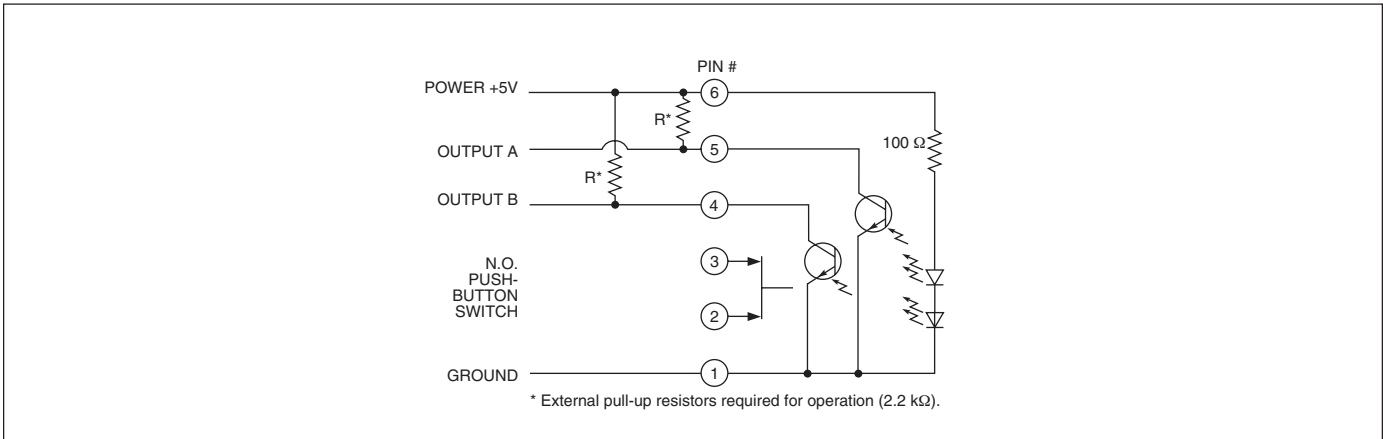 PIN #
POWER +5V
6
R*
100 Ω
OUTPUT A
5
R*
OUTPUT B
4
N.O.
PUSH-
BUTTON
SWITCH
3
2
GROUND
1
* External pull-up resistors required for operation (2.2 kΩ).